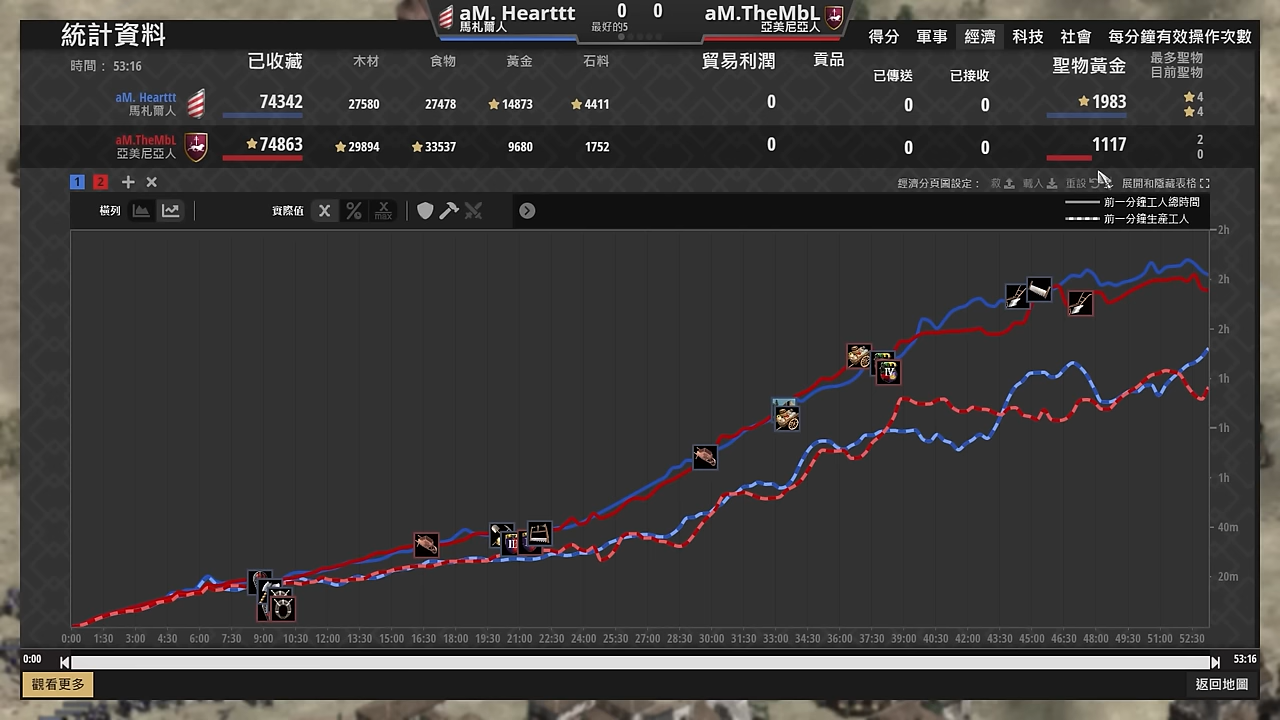 aM. Hearttt 0 0 aM.TheMbL
馬札爾人 最好的5 亞美尼亞人
統計資料
得分 軍事 經濟 科技 社會 每分鐘有效操作次數
時間： 53:16
已收藏 木材 食物 黃金 石料 貿易利潤 貢品 已傳送 已接收 聖物黃金 最多聖物
目前聖物
aM. Hearttt
馬札爾人
74342 27580 27478 14873 4411 0 0 0 1983 4
4
aM.TheMbL
亞美尼亞人
74863 29894 33537 9680 1752 0 0 0 1117 2
0
1 2
經濟分頁圖設定： 載入 重設 展開和隱藏表格
橫列 實際值 X % X max
前一分鐘工人總時間
前一分鐘生產工人
2h
2h
2h
1h
1h
1h
40m
20m
IV
II
0:00 1:30 3:00 4:30 6:00 7:30 9:00 10:30 12:00 13:30 15:00 16:30 18:00 19:30 21:00 22:30 24:00 25:30 27:00 28:30 30:00 31:30 33:00 34:30 36:00 37:30 39:00 40:30 42:00 43:30 45:00 46:30 48:00 49:30 51:00 52:30
0:00 53:16
觀看更多 返回地圖